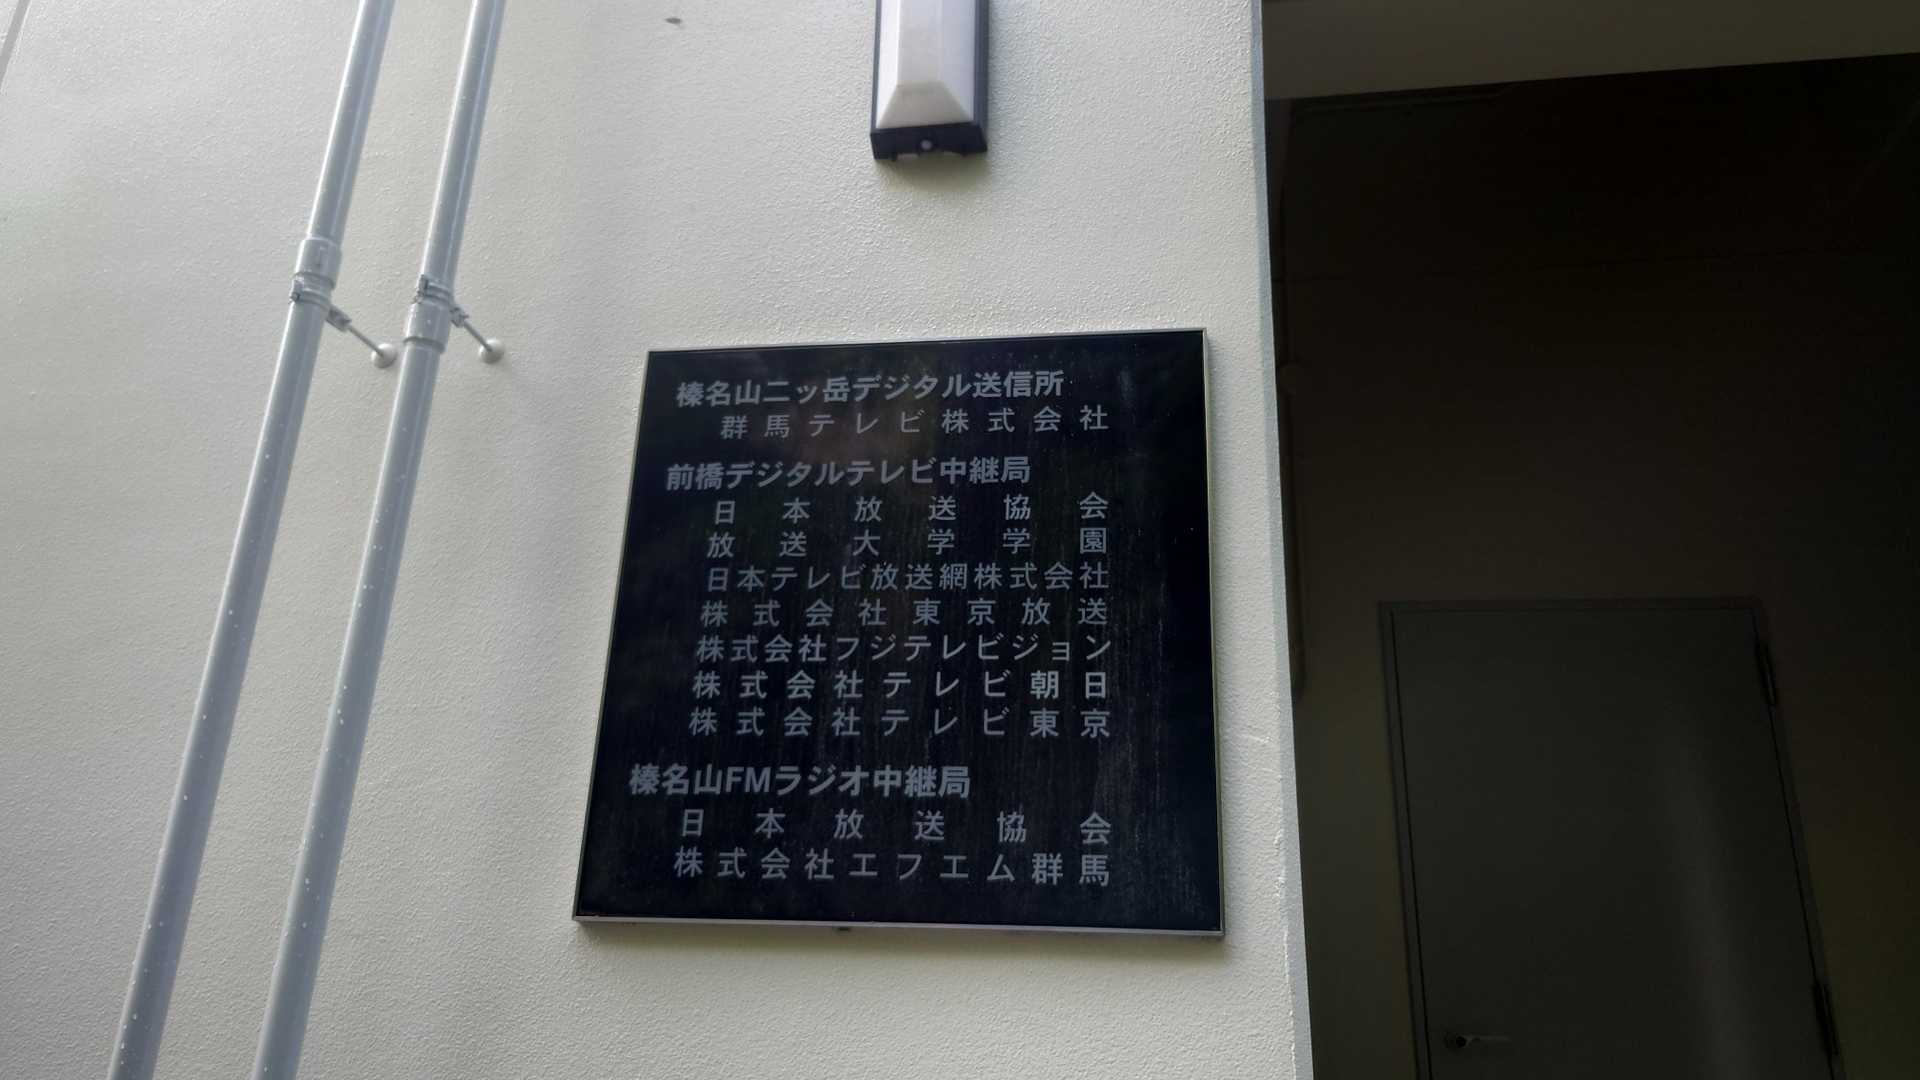 榛名山二ッ岳デジタル送信所
群馬テレビ株式会社
前橋デジタルテレビ中継局
日本放送協会
放送大学学園
日本テレビ放送網株式会社
株式会社東京放送
株式会社フジテレビジョン
株式会社テレビ朝日
株式会社テレビ東京
榛名山FMラジオ中継局
日本放送協会
株式会社エフエム群馬